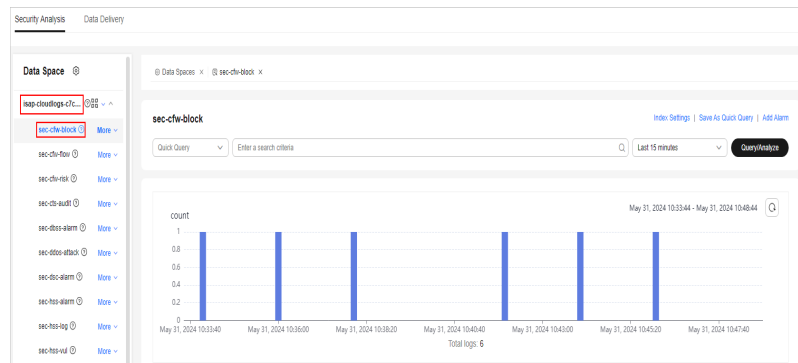 Security Analysis Data Delivery
Data Space
Data Spaces × sec-cfw-block ×
isap-cloudlogs-c7c...
sec-cfw-block More
sec-cfw-flow More
sec-cfw-risk More
sec-cts-audit More
sec-dbss-alarm More
sec-ddos-attack More
sec-dsc-alarm More
sec-hss-alarm More
sec-hss-log More
sec-hss-vul More
sec-cfw-block
Index Settings | Save As Quick Query | Add Alarm
Quick Query Enter a search criteria Last 15 minutes Query/Analyze
May 31, 2024 10:33:44 - May 31, 2024 10:48:44
count
1
0.8
0.6
0.4
0.2
0
May 31, 2024 10:33:40 May 31, 2024 10:36:00 May 31, 2024 10:38:20 May 31, 2024 10:40:40 May 31, 2024 10:43:00 May 31, 2024 10:45:20 May 31, 2024 10:47:40
Total logs: 6